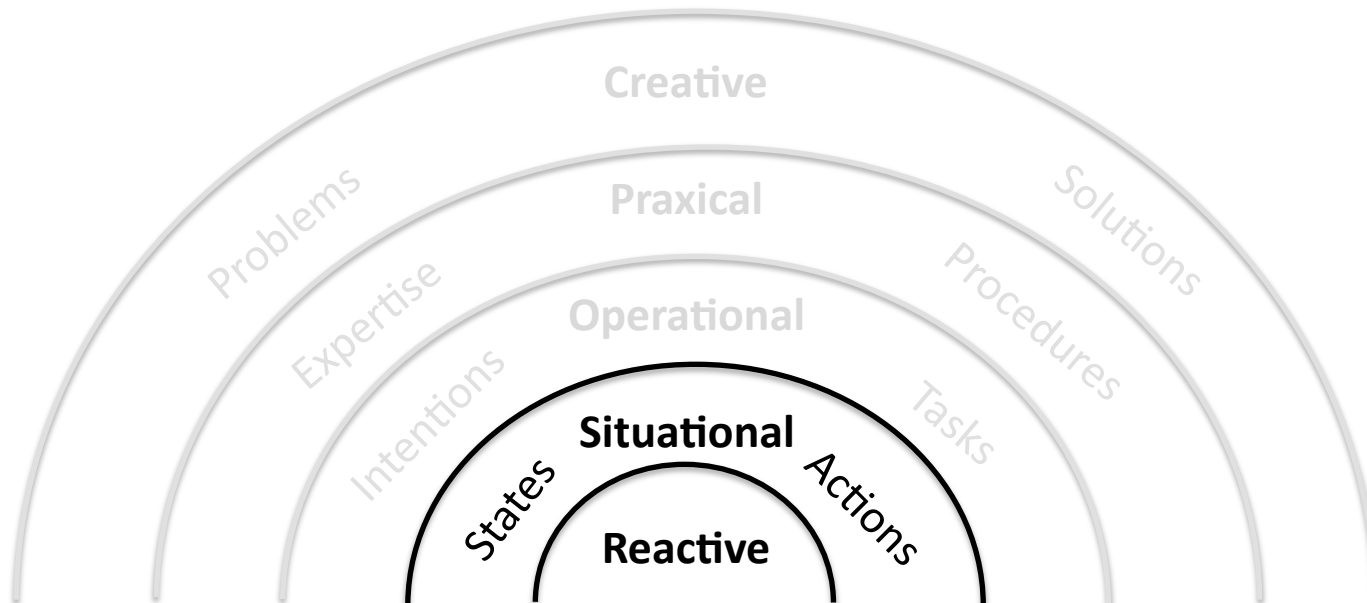 Creative
Problems
Solutions
Praxical
Expertise
Procedures
Operational
Intentions
Tasks
Situational
States
Actions
Reactive